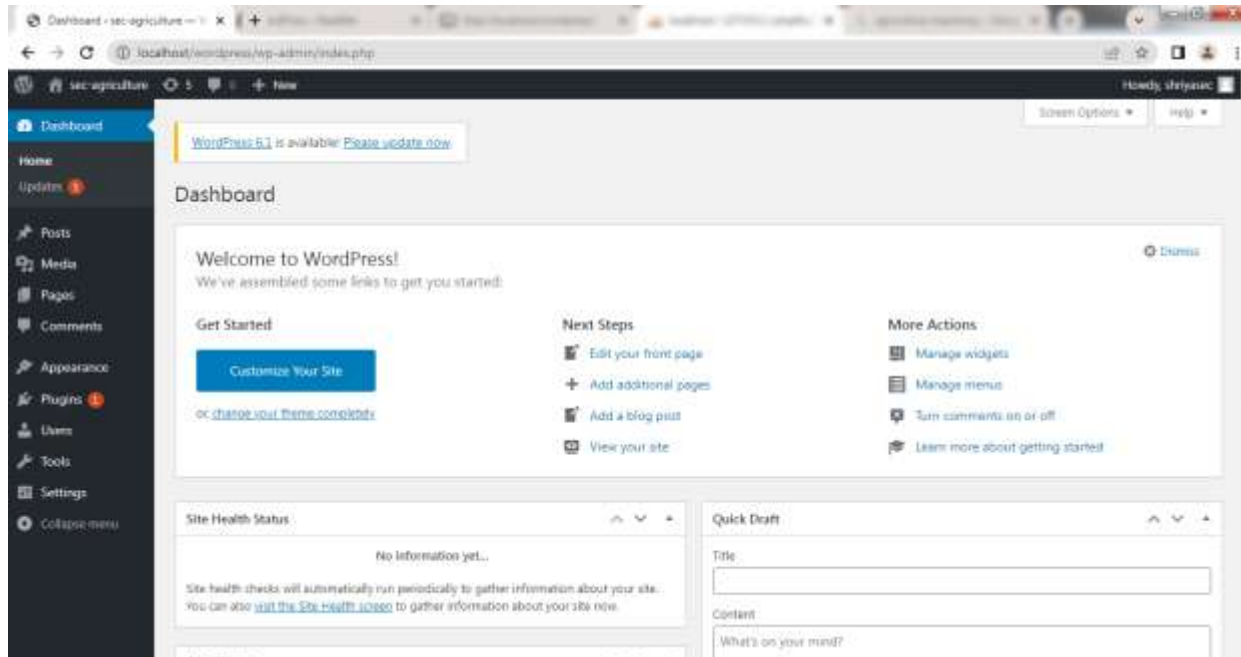 Dashboard ‹ sec-agriculture —
localhost/wordpress/wp-admin/index.php
sec-agriculture 5 New Howdy, shriyasec
Dashboard
Screen Options Help
WordPress 6.1 is available! Please update now.
Home
Updates
Dashboard
Posts
Media
Pages
Comments
Appearance
Plugins 1
Users
Tools
Settings
Collapse menu
Welcome to WordPress!
Dismiss
We've assembled some links to get you started:
Get Started
Customize Your Site
or, change your theme completely
Next Steps
Edit your front page
Add additional pages
Add a blog post
View your site
More Actions
Manage widgets
Manage menus
Turn comments on or off
Learn more about getting started
Site Health Status
No information yet...
Site health checks will automatically run periodically to gather information about your site.
You can also visit the Site Health screen to gather information about your site now.
Quick Draft
Title
Content
What's on your mind?